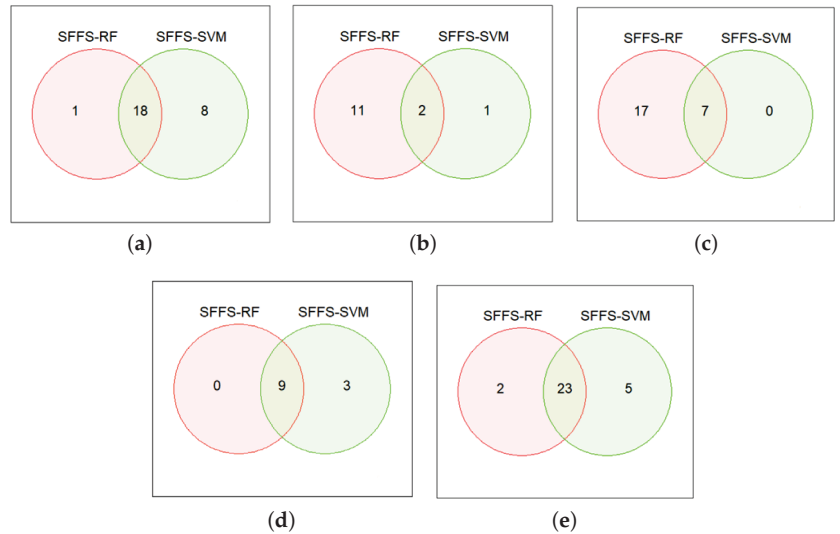 SFFS-RF SFFS-SVM
1 18 8
(a)
SFFS-RF SFFS-SVM
11 2 1
(b)
SFFS-RF SFFS-SVM
17 7 0
(c)
SFFS-RF SFFS-SVM
0 9 3
(d)
SFFS-RF SFFS-SVM
2 23 5
(e)